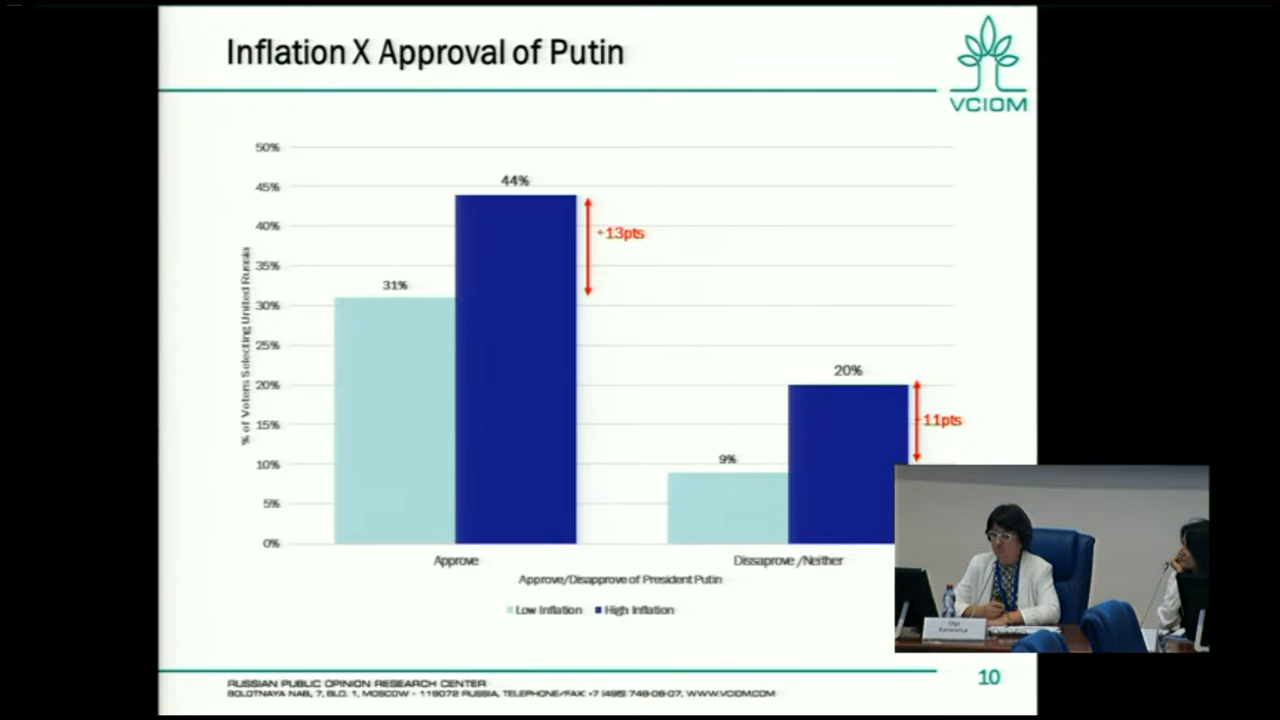 Inflation X Approval of Putin
VCIOM
50%
45%
40%
35%
30%
25%
20%
15%
10%
5%
0%
% of Voters Selecting United Russia
31%
44%
+13pts
9%
20%
11pts
Approve
Dissaprove /Neither
Approve/Disapprove of President Putin
Low Inflation
High Inflation
Olga
RUSSIAN PUBLIC OPINION RESEARCH CENTER
BOLOTNAYA NAB, 7, BLD. 1, MOSCOW - 119072 RUSSIA, TELEPHONE/FAX: +7 (495) 748-08-07, WWW.VCIOM.COM
10